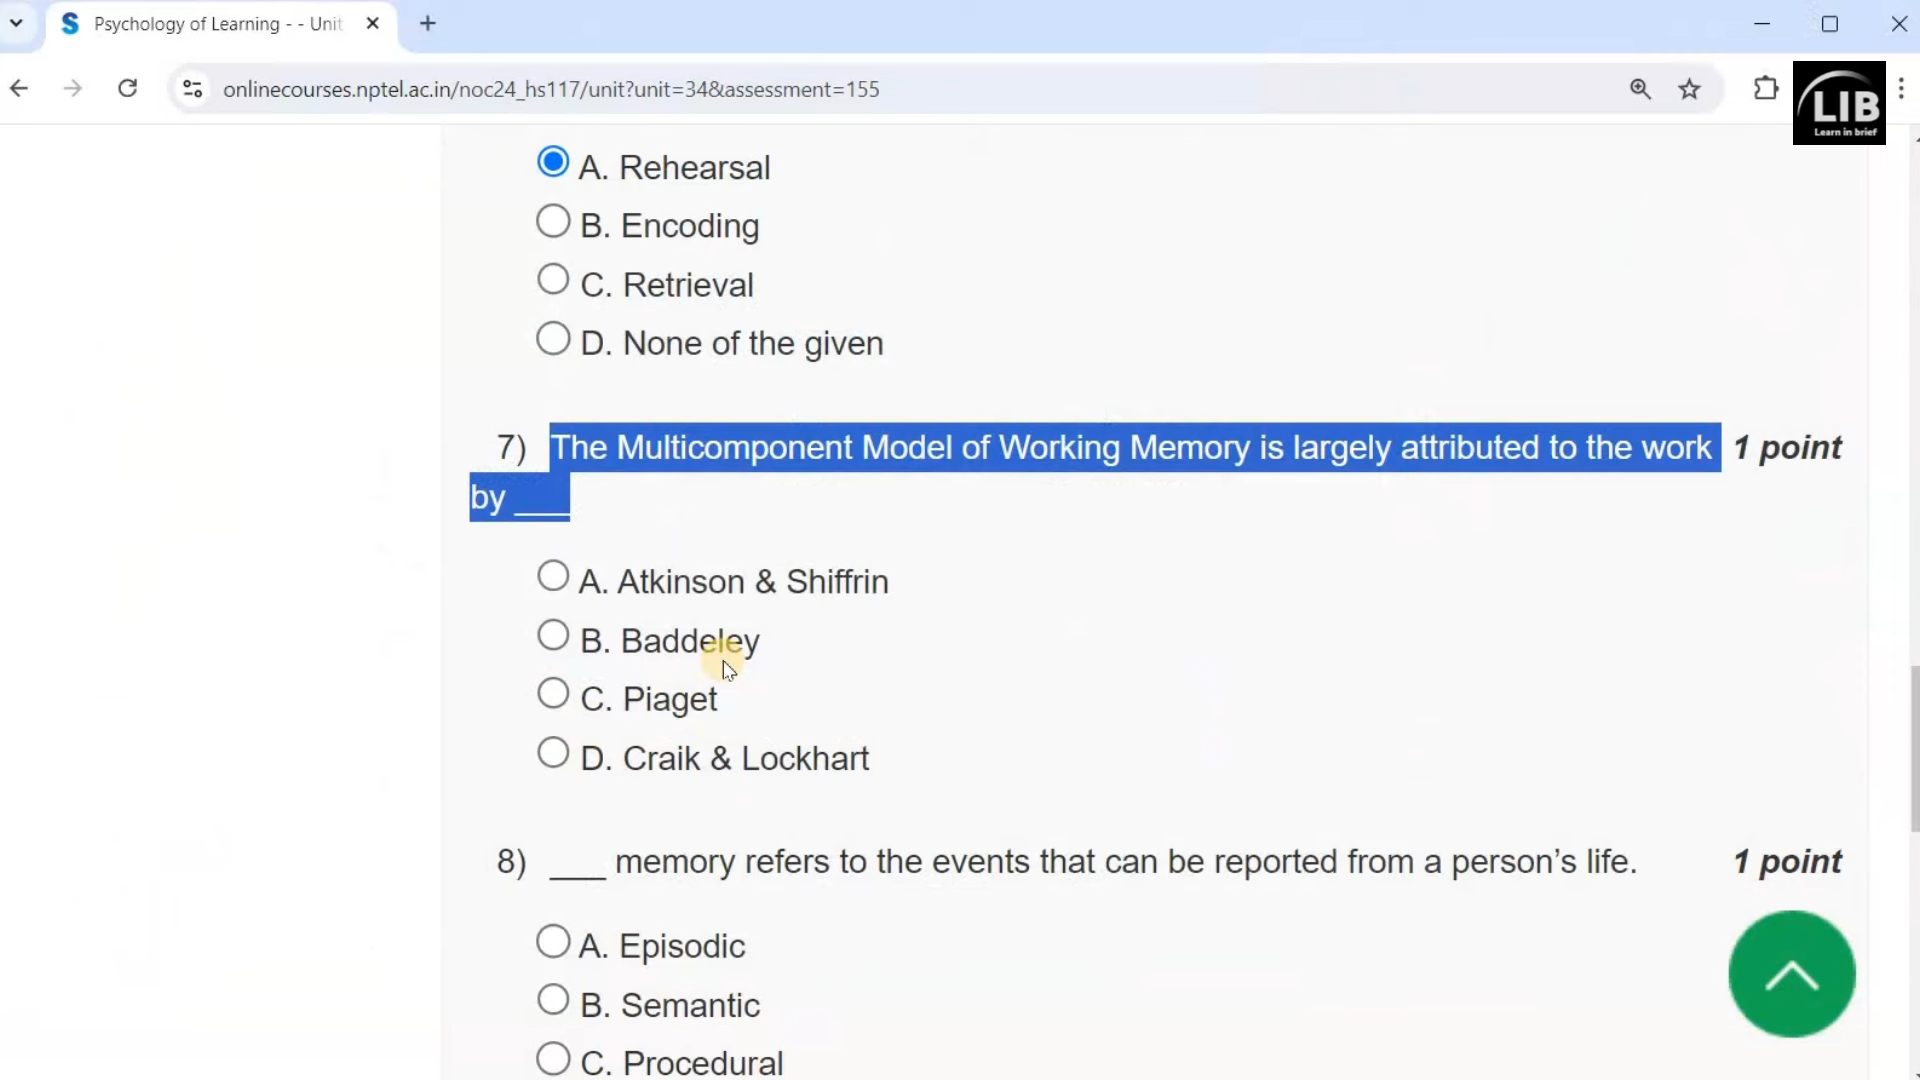 Psychology of Learning - - Unit
onlinecourses.nptel.ac.in/noc24_hs117/unit?unit=34&assessment=155
LIB
Learn in brief
A. Rehearsal
B. Encoding
C. Retrieval
D. None of the given
7) The Multicomponent Model of Working Memory is largely attributed to the work 1 point
by ____
A. Atkinson & Shiffrin
B. Baddeley
C. Piaget
D. Craik & Lockhart
8) ___ memory refers to the events that can be reported from a person’s life. 1 point
A. Episodic
B. Semantic
C. Procedural